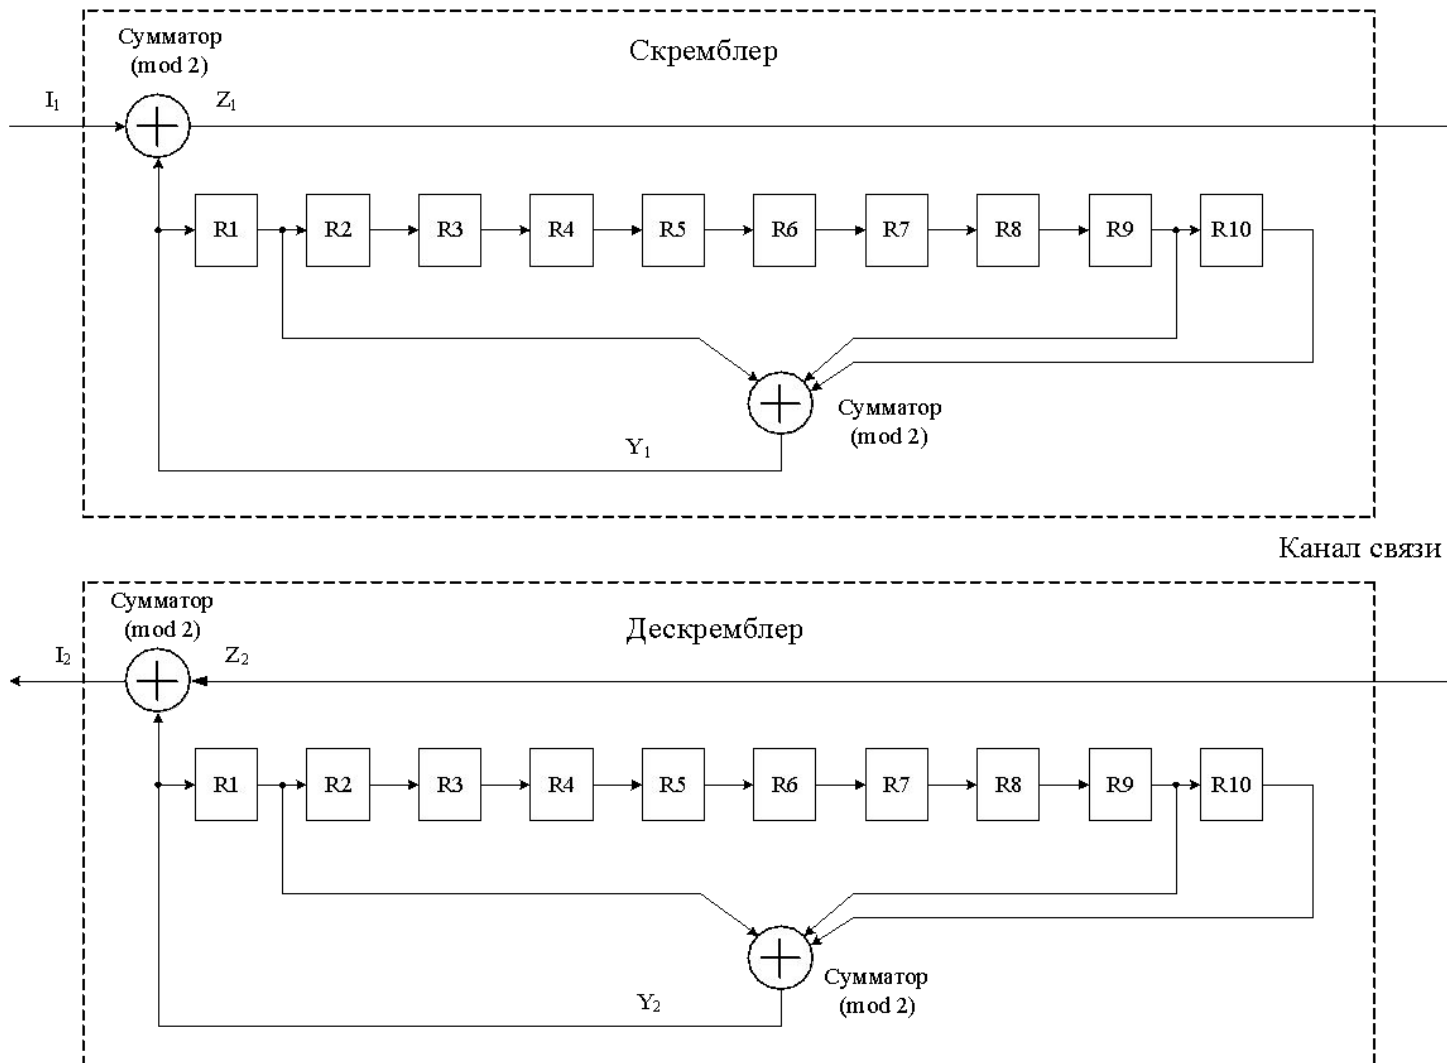 Сумматор
(mod 2)
Скремблер
I₁
Z₁
R1 R2 R3 R4 R5 R6 R7 R8 R9 R10
Сумматор
(mod 2)
Y₁
Канал связи
Сумматор
(mod 2)
Дескремблер
I₂
Z₂
R1 R2 R3 R4 R5 R6 R7 R8 R9 R10
Сумматор
(mod 2)
Y₂